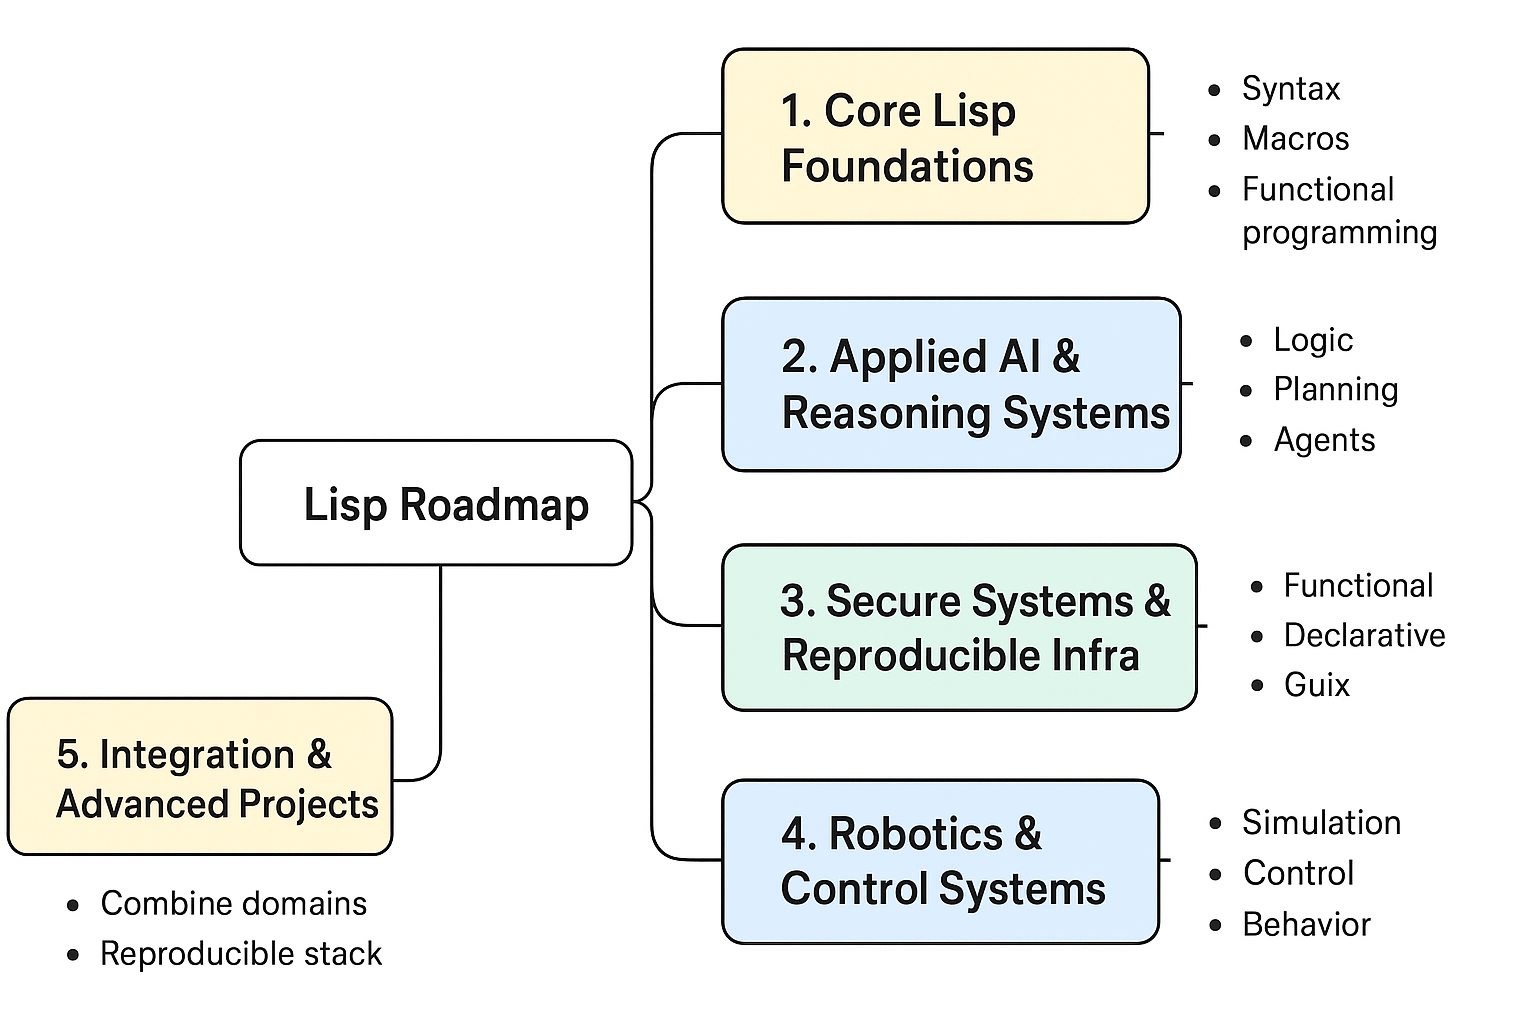 Lisp Roadmap
1. Core Lisp
Foundations
• Syntax
• Macros
• Functional
programming
2. Applied AI &
Reasoning Systems
• Logic
• Planning
• Agents
3. Secure Systems &
Reproducible Infra
• Functional
• Declarative
• Guix
4. Robotics &
Control Systems
• Simulation
• Control
• Behavior
5. Integration &
Advanced Projects
• Combine domains
• Reproducible stack